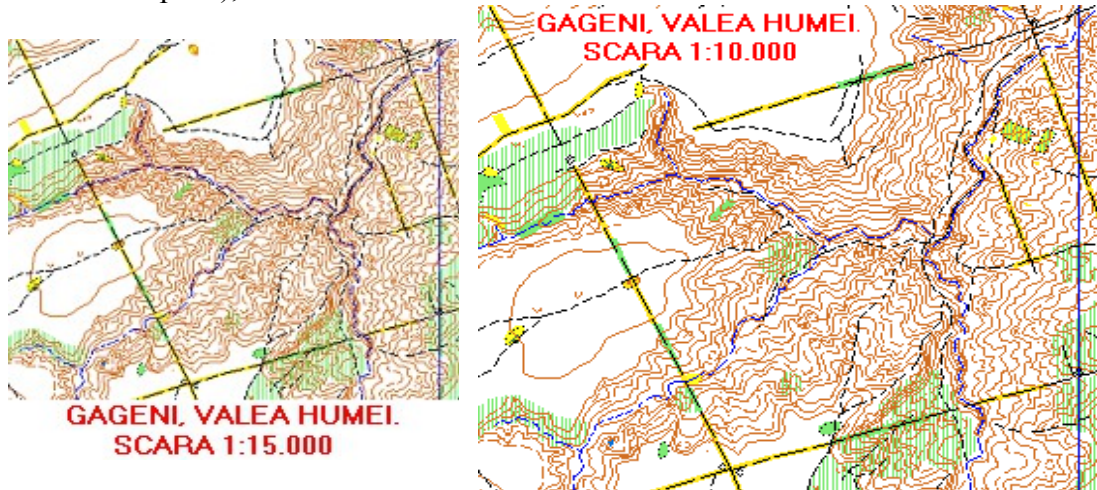 GAGENI, VALEA HUMEI.
SCARA 1:15.000
GAGENI, VALEA HUMEI.
SCARA 1:10.000